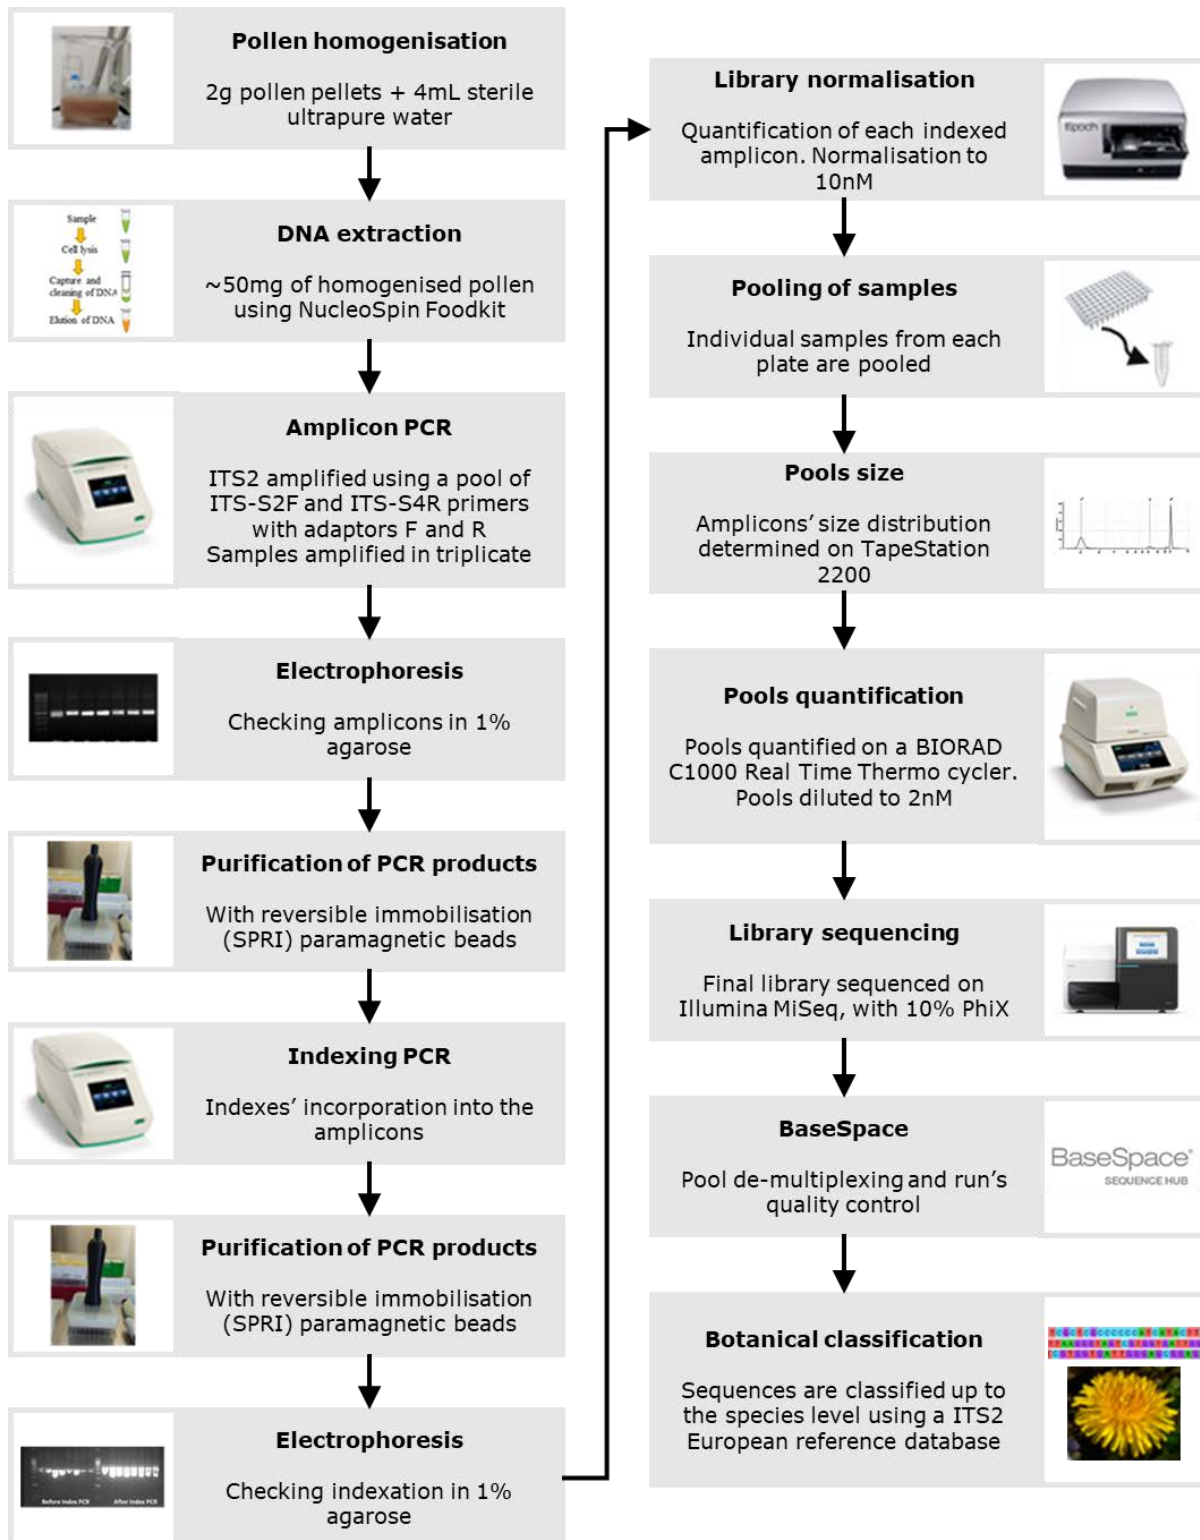 Pollen homogenisation
2g pollen pellets + 4mL sterile
ultrapure water
Sample
Cell lysis
Capture and
cleaning of DNA
Elution of DNA
DNA extraction
~50mg of homogenised pollen
using NucleoSpin Foodkit
Amplicon PCR
ITS2 amplified using a pool of
ITS-S2F and ITS-S4R primers
with adaptors F and R
Samples amplified in triplicate
Electrophoresis
Checking amplicons in 1%
agarose
Purification of PCR products
With reversible immobilisation
(SPRI) paramagnetic beads
Indexing PCR
Indexes’ incorporation into the
amplicons
Purification of PCR products
With reversible immobilisation
(SPRI) paramagnetic beads
Before Index PCR
After Index PCR
Electrophoresis
Checking indexation in 1%
agarose
Library normalisation
Quantification of each indexed
amplicon. Normalisation to
10nM
Epoch
Pooling of samples
Individual samples from each
plate are pooled
Pools size
Amplicons’ size distribution
determined on TapeStation
2200
Pools quantification
Pools quantified on a BIORAD
C1000 Real Time Thermo cycler.
Pools diluted to 2nM
Library sequencing
Final library sequenced on
Illumina MiSeq, with 10% PhiX
BaseSpace
Pool de-multiplexing and run’s
quality control
BaseSpace®
SEQUENCE HUB
Botanical classification
Sequences are classified up to
the species level using a ITS2
European reference database